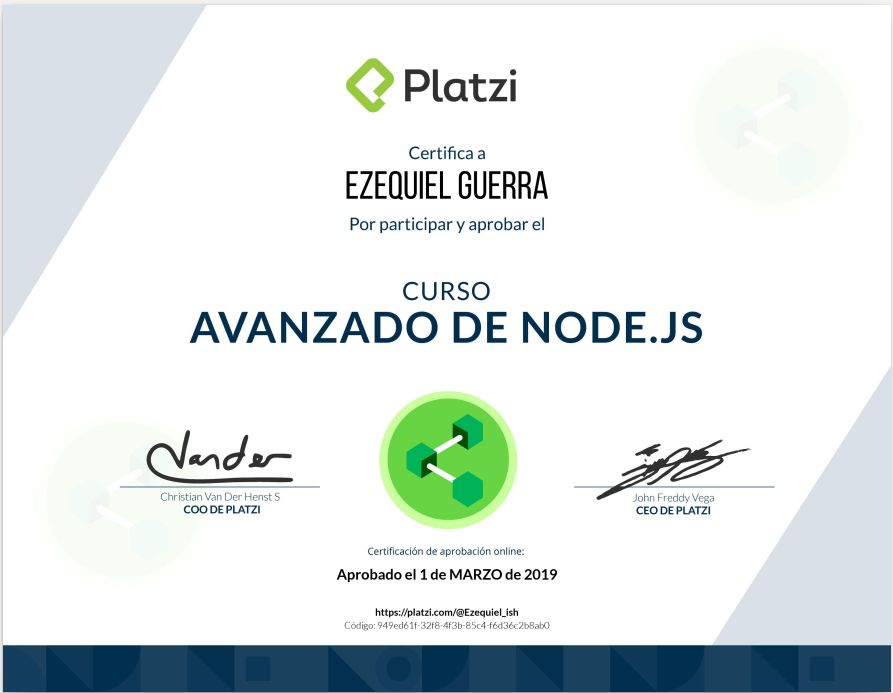 Platzi
Certifica a
EZEQUIEL GUERRA
Por participar y aprobar el
CURSO
AVANZADO DE NODE.JS
Vander
Christian Van Der Henst S
COO DE PLATZI
John Freddy Vega
CEO DE PLATZI
Certificación de aprobación online:
Aprobado el 1 de MARZO de 2019
https://platzi.com/@Ezequiel_ish
Código: 949ed61f-32f8-4f3b-85c4-f6d36c2b8ab0